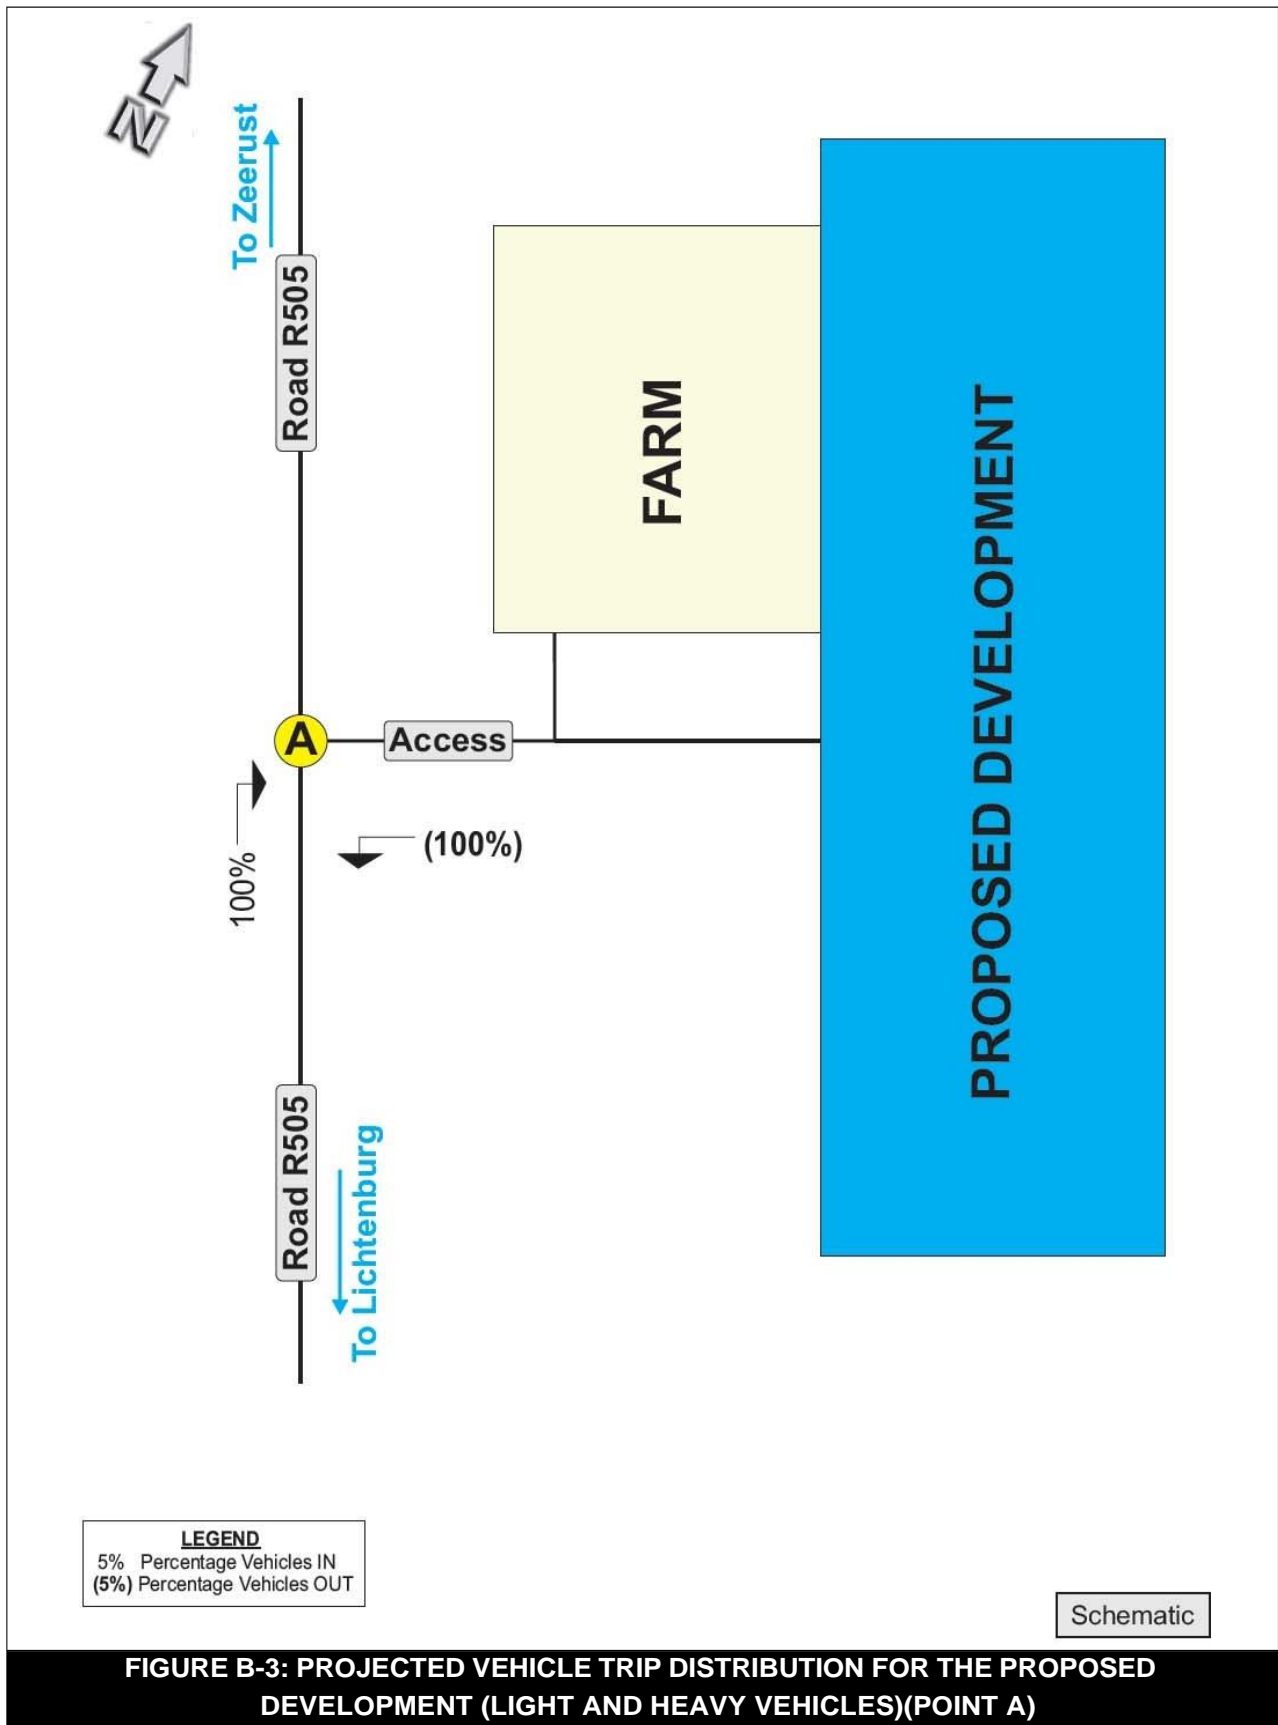 N
To Zeerust
Road R505
FARM
PROPOSED DEVELOPMENT
A
Access
100%
(100%)
Road R505
To Lichtenburg
LEGEND
5% Percentage Vehicles IN
(5%) Percentage Vehicles OUT
Schematic
FIGURE B-3: PROJECTED VEHICLE TRIP DISTRIBUTION FOR THE PROPOSED
DEVELOPMENT (LIGHT AND HEAVY VEHICLES)(POINT A)